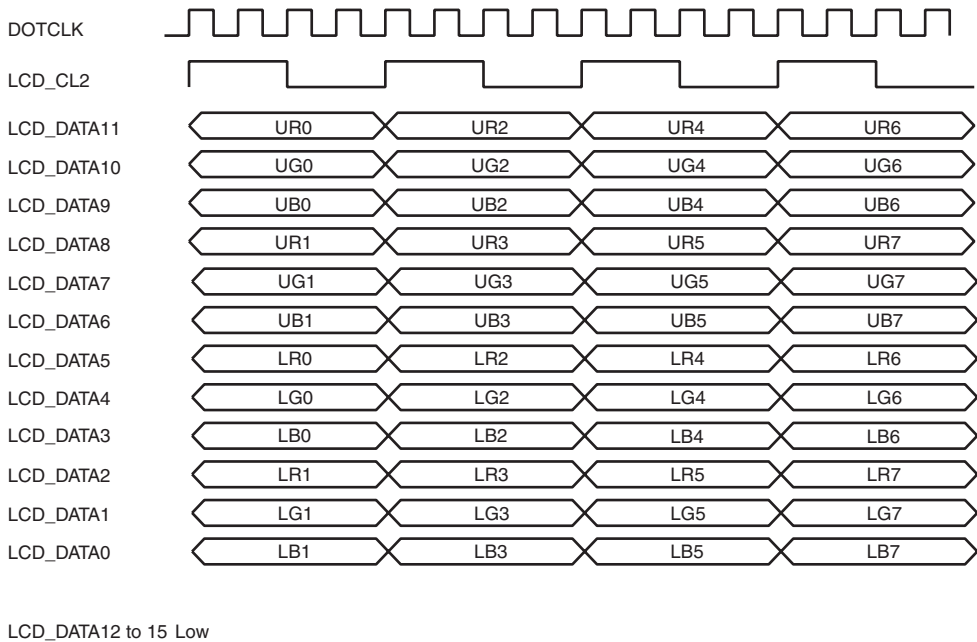 DOTCLK
LCD_CL2
LCD_DATA11 UR0 UR2 UR4 UR6
LCD_DATA10 UG0 UG2 UG4 UG6
LCD_DATA9 UB0 UB2 UB4 UB6
LCD_DATA8 UR1 UR3 UR5 UR7
LCD_DATA7 UG1 UG3 UG5 UG7
LCD_DATA6 UB1 UB3 UB5 UB7
LCD_DATA5 LR0 LR2 LR4 LR6
LCD_DATA4 LG0 LG2 LG4 LG6
LCD_DATA3 LB0 LB2 LB4 LB6
LCD_DATA2 LR1 LR3 LR5 LR7
LCD_DATA1 LG1 LG3 LG5 LG7
LCD_DATA0 LB1 LB3 LB5 LB7
LCD_DATA12 to 15 Low